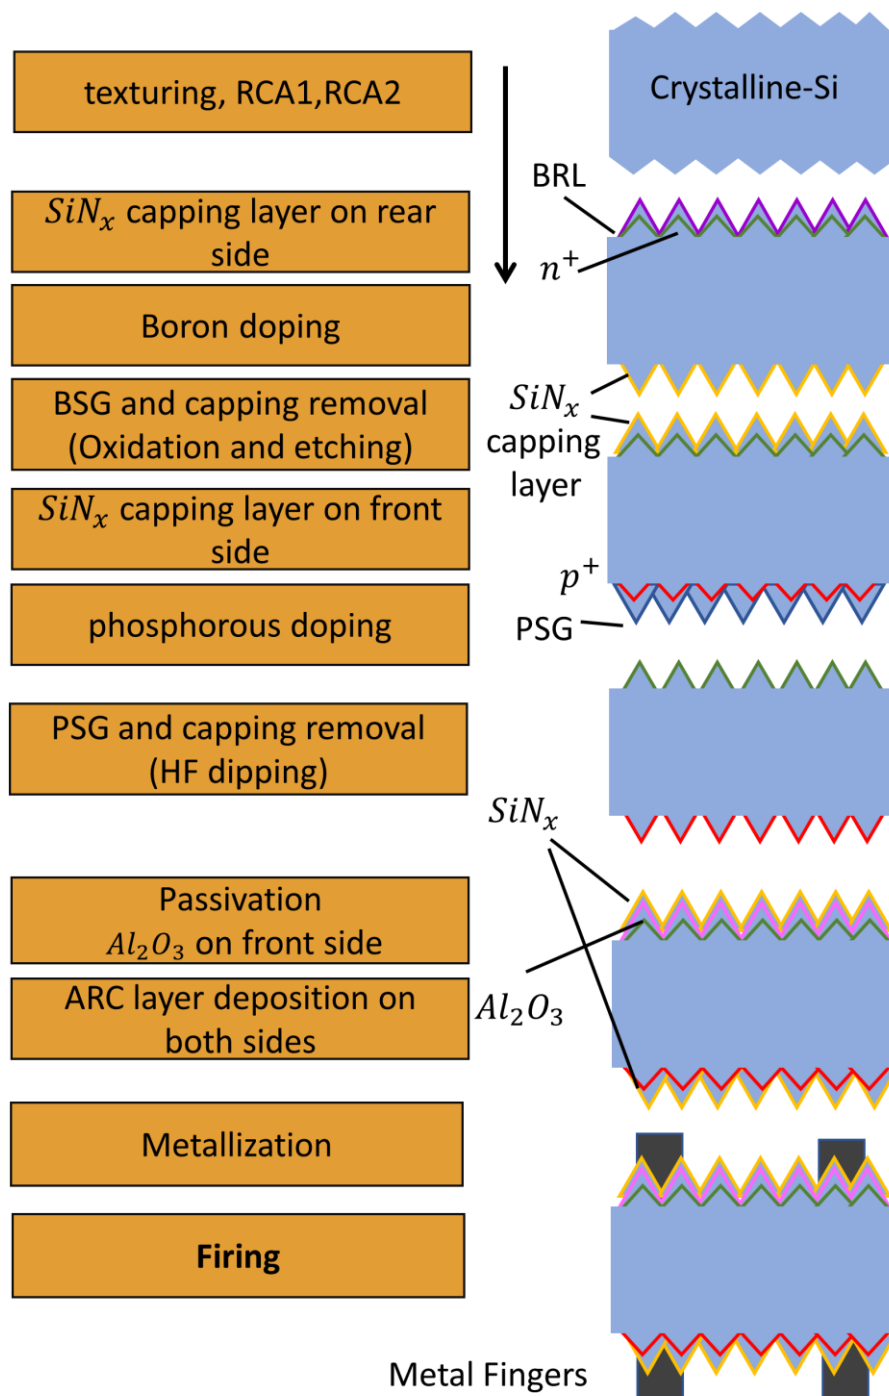 texturing, RCA1,RCA2
SiNₓ capping layer on rear
side
Boron doping
BSG and capping removal
(Oxidation and etching)
SiNₓ capping layer on front
side
phosphorous doping
PSG and capping removal
(HF dipping)
Passivation
Al₂O₃ on front side
ARC layer deposition on
both sides
Metallization
Firing
Crystalline-Si
BRL
n⁺
SiNₓ
capping
layer
p⁺
PSG
SiNₓ
Al₂O₃
Metal Fingers